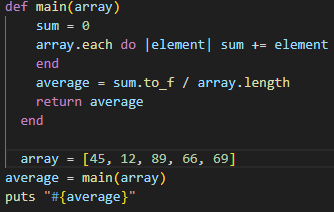 def main(array)
    sum = 0
    array.each do |element| sum += element
    end
    average = sum.to_f / array.length
    return average
  end

  array = [45, 12, 89, 66, 69]
average = main(array)
puts "#{average}"